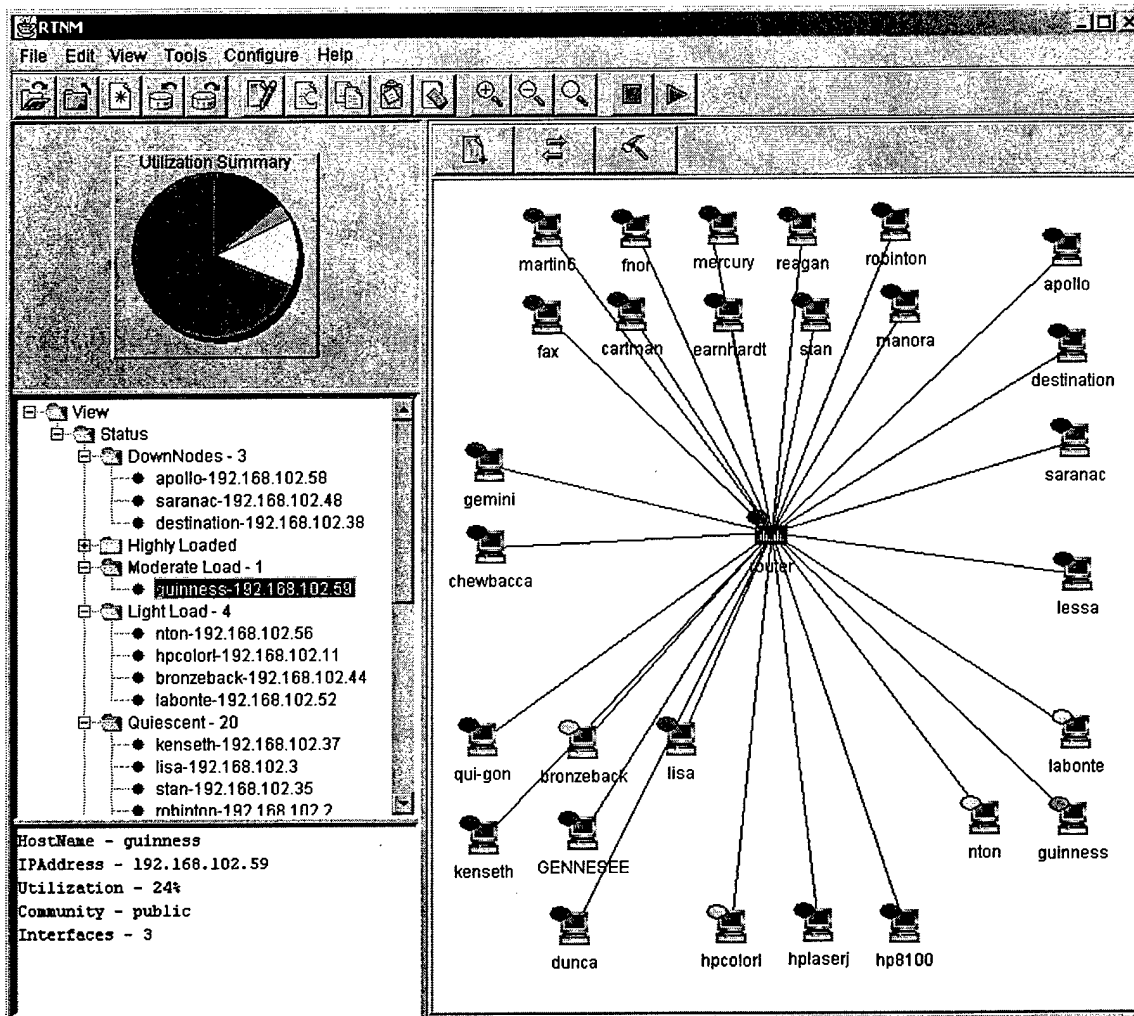 RTNM
File Edit View Tools Configure Help
Utilization Summary
View
Status
DownNodes - 3
apollo-192.168.102.58
saranac-192.168.102.48
destination-192.168.102.38
Highly Loaded
Moderate Load - 1
guinness-192.168.102.59
Light Load - 4
nton-192.168.102.56
hpcolorl-192.168.102.11
bronzeback-192.168.102.44
labonte-192.168.102.52
Quiescent - 20
kenseth-192.168.102.37
lisa-192.168.102.3
stan-192.168.102.35
robinton-192.168.102.2
HostName - guinness
IPAddress - 192.168.102.59
Utilization - 24%
Community - public
Interfaces - 3
martin6 fnor mercury reagan robinton
apollo
fax cartman earnhardt stan manora
destination
saranac
gemini
router
chewbacca
lessa
qui-gon bronzeback lisa
labonte
kenseth GENNESEE
nton guinness
dunca hpcolorl hplaserj hp8100